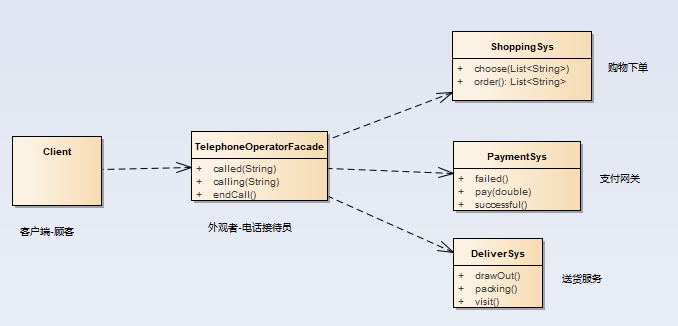 Client
客户端-顾客
TelephoneOperatorFacade
+ called(String)
+ calling(String)
+ endCall()
外观者-电话接待员
ShoppingSys
+ choose(List<String>)
+ order(): List<String>
购物下单
PaymentSys
+ failed()
+ pay(double)
+ successful()
支付网关
DeliverSys
+ drawOut()
+ packing()
+ visit()
送货服务